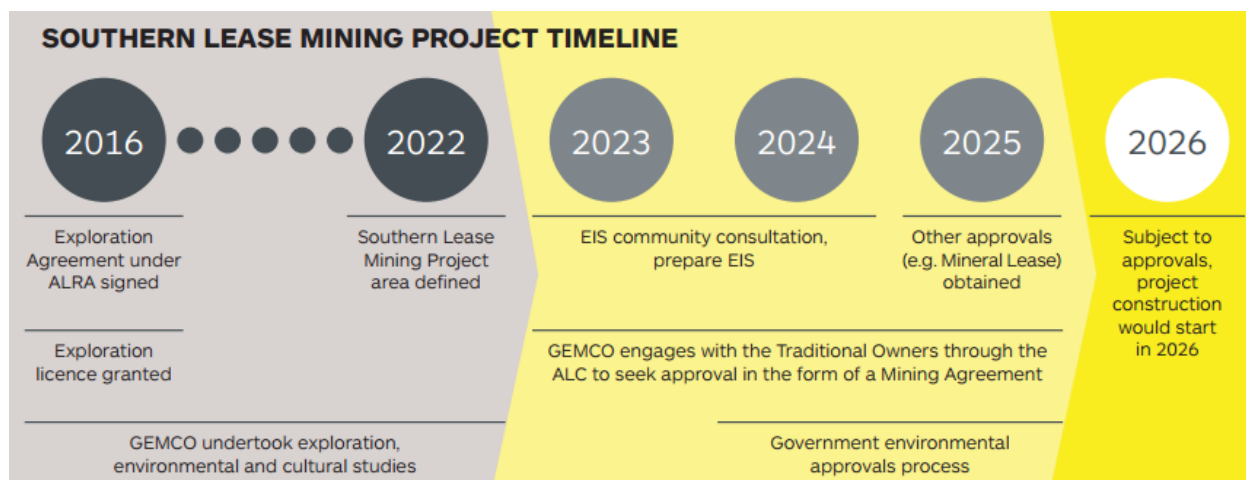 SOUTHERN LEASE MINING PROJECT TIMELINE
2016
2022
2023
2024
2025
2026
Exploration
Agreement under
ALRA signed
Southern Lease
Mining Project
area defined
EIS community consultation,
prepare EIS
Other approvals
(e.g. Mineral Lease)
obtained
Subject to
approvals,
project
construction
would start
in 2026
Exploration
licence granted
GEMCO engages with the Traditional Owners through the
ALC to seek approval in the form of a Mining Agreement
GEMCO undertook exploration,
environmental and cultural studies
Government environmental
approvals process